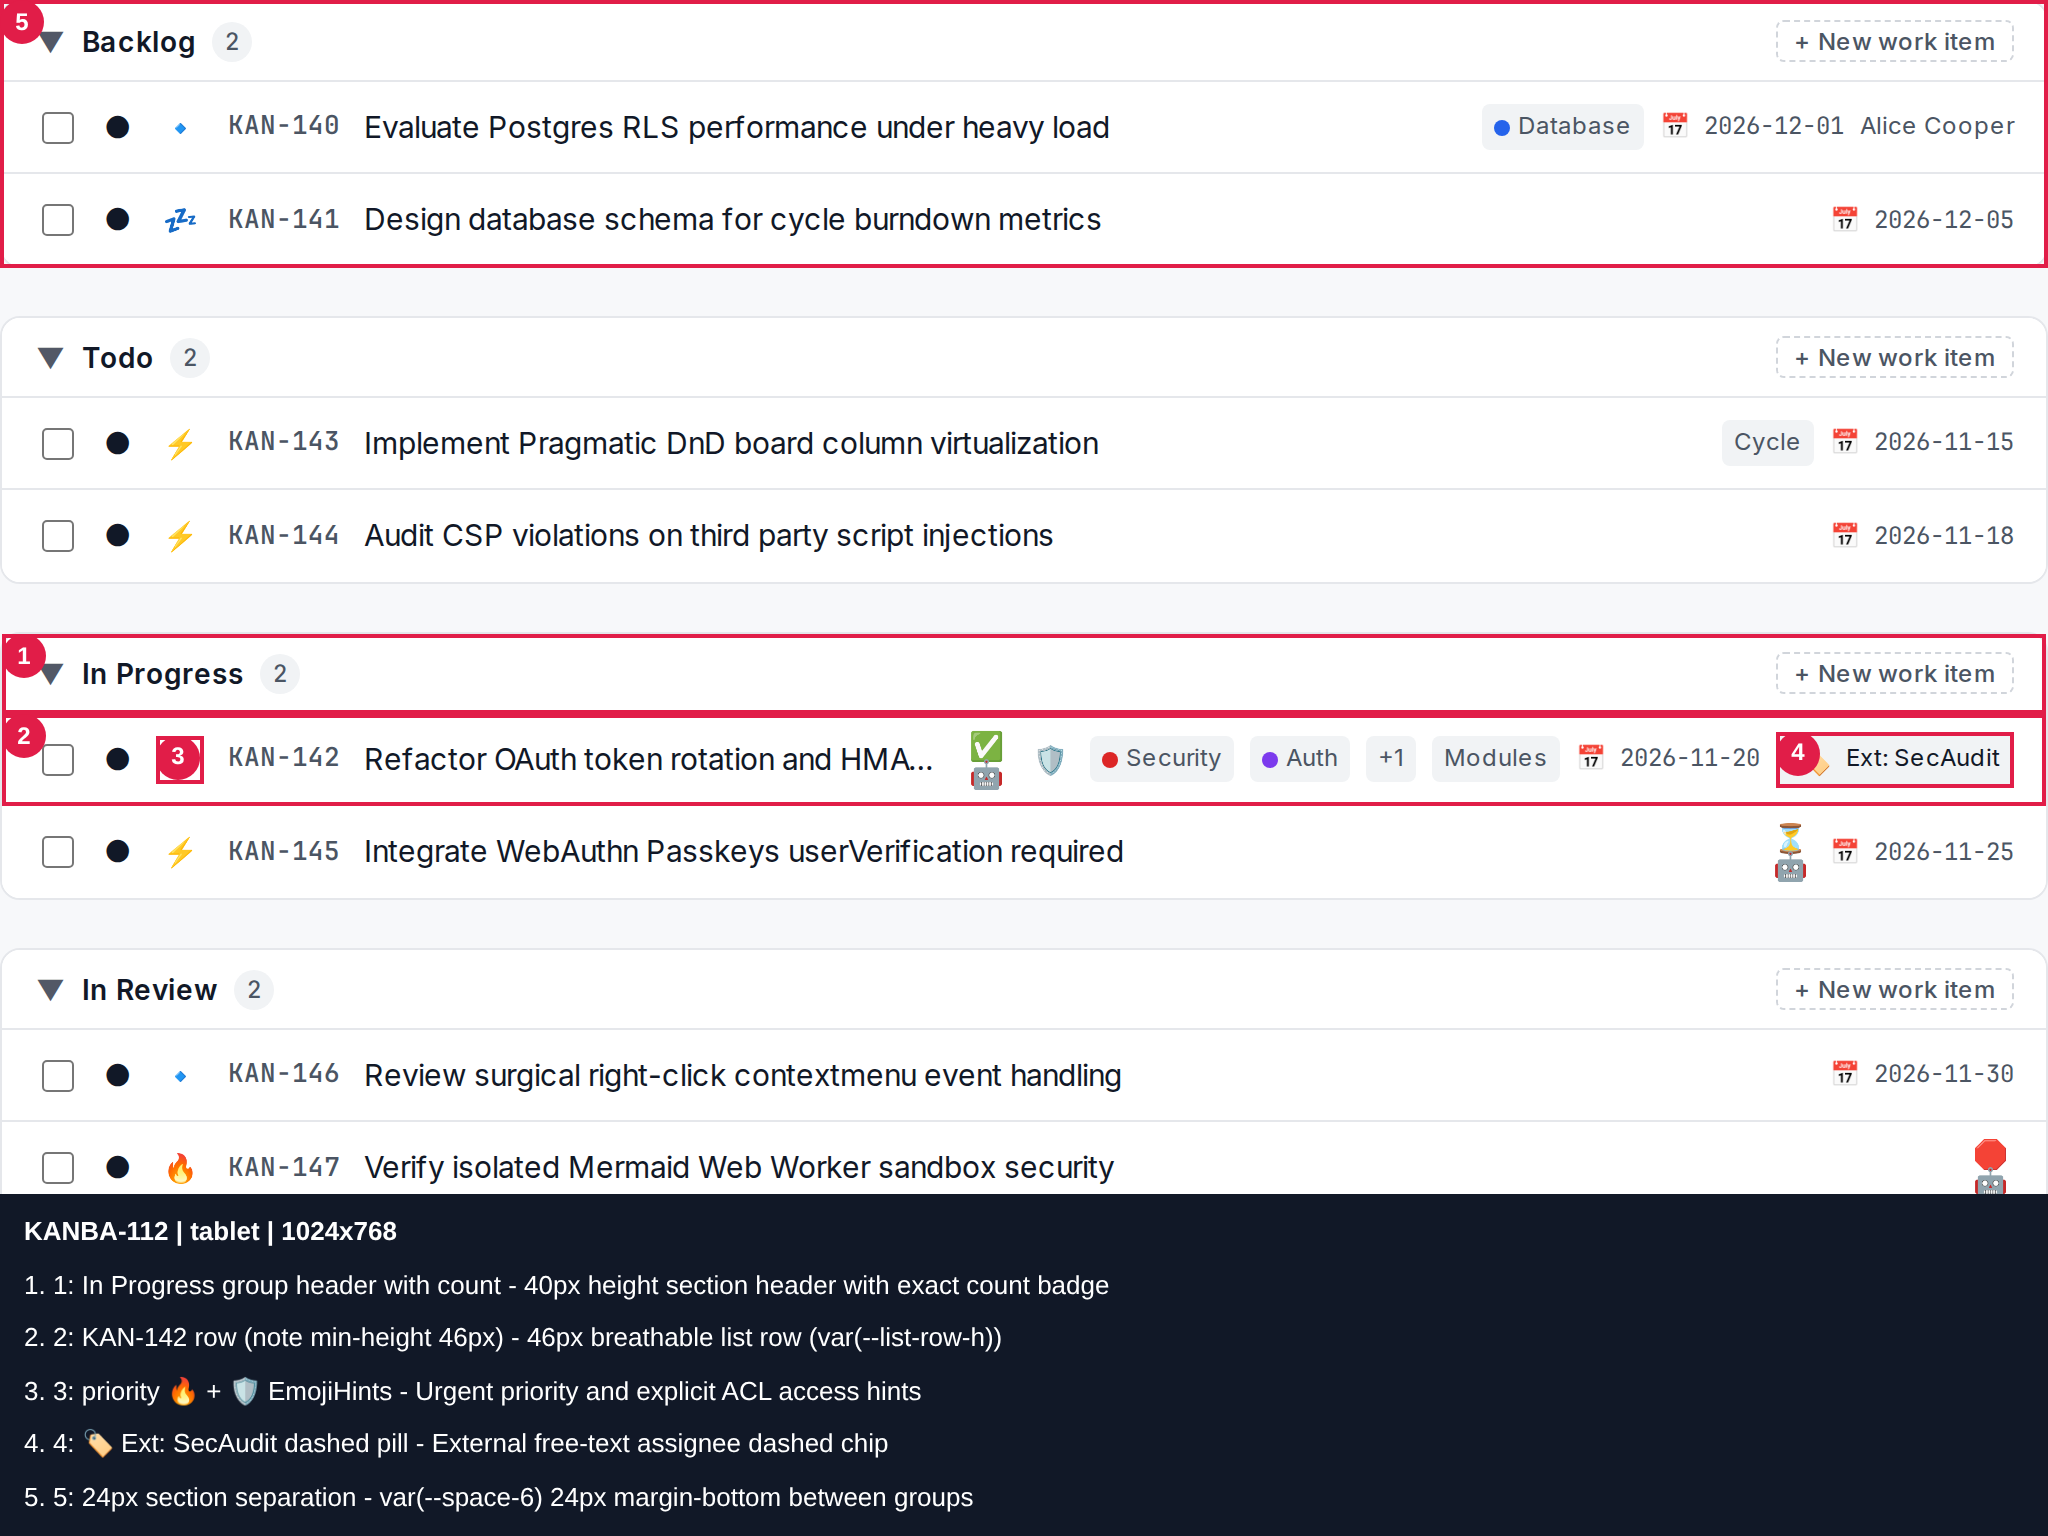 5
▼ Backlog 2 + New work item
KAN-140 Evaluate Postgres RLS performance under heavy load Database 📅 2026-12-01 Alice Cooper
💤 KAN-141 Design database schema for cycle burndown metrics 📅 2026-12-05
▼ Todo 2 + New work item
⚡ KAN-143 Implement Pragmatic DnD board column virtualization Cycle 📅 2026-11-15
⚡ KAN-144 Audit CSP violations on third party script injections 📅 2026-11-18
1
▼ In Progress 2 + New work item
2
3 KAN-142 Refactor OAuth token rotation and HMA... ✅🤖 🛡️ Security Auth +1 Modules 📅 2026-11-20 4 Ext: SecAudit
⚡ KAN-145 Integrate WebAuthn Passkeys userVerification required ⏳🤖 📅 2026-11-25
▼ In Review 2 + New work item
KAN-146 Review surgical right-click contextmenu event handling 📅 2026-11-30
🔥 KAN-147 Verify isolated Mermaid Web Worker sandbox security 🛑🤖
KANBA-112 | tablet | 1024x768
1. 1: In Progress group header with count - 40px height section header with exact count badge
2. 2: KAN-142 row (note min-height 46px) - 46px breathable list row (var(--list-row-h))
3. 3: priority 🔥 + 🛡️ EmojiHints - Urgent priority and explicit ACL access hints
4. 4: 🏷️ Ext: SecAudit dashed pill - External free-text assignee dashed chip
5. 5: 24px section separation - var(--space-6) 24px margin-bottom between groups